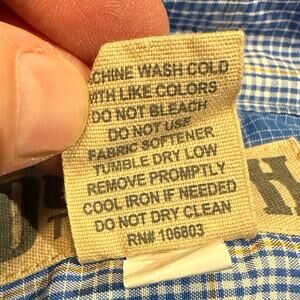 CHINE WASH COLD
WITH LIKE COLORS
DO NOT BLEACH
DO NOT USE
FABRIC SOFTENER
TUMBLE DRY LOW
REMOVE PROMPTLY
COOL IRON IF NEEDED
DO NOT DRY CLEAN
RN# 106803
H